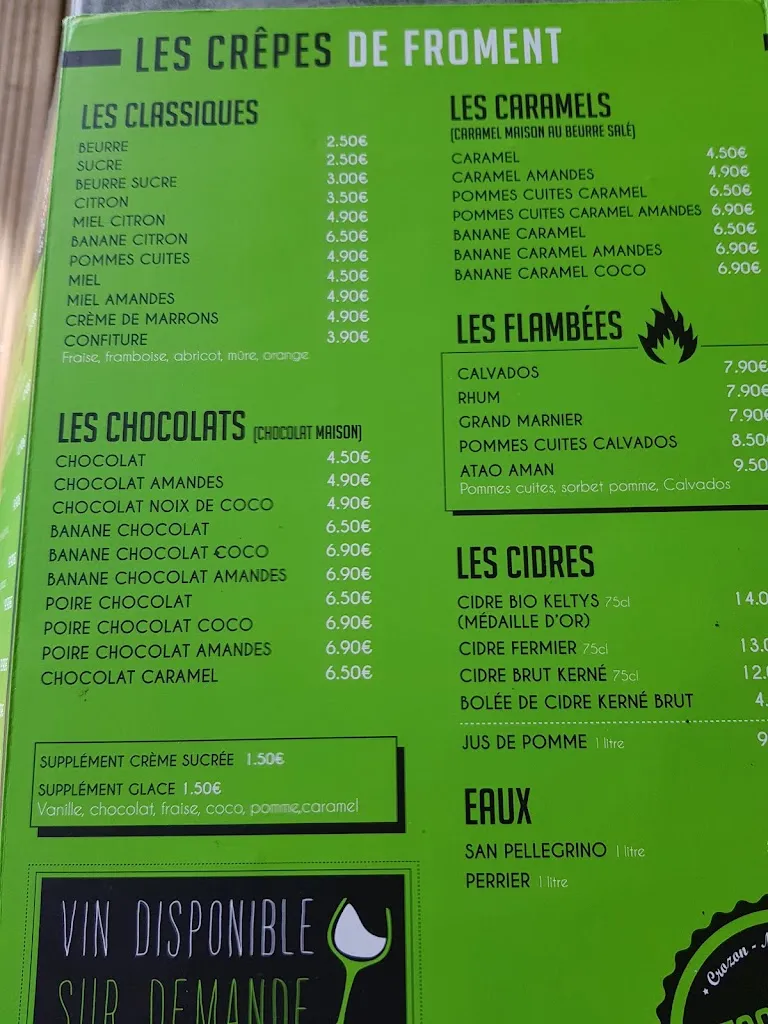 LES CRÊPES DE FROMENT
LES CLASSIQUES
BEURRE 2.50€
SUCRE 2.50€
BEURRE SUCRE 3.00€
CITRON 3.50€
MIEL CITRON 4.90€
BANANE CITRON 6.50€
POMMES CUITES 4.90€
MIEL 4.50€
MIEL AMANDES 4.90€
CRÈME DE MARRONS 4.90€
CONFITURE 3.90€
Fraise, framboise, abricot, mûre, orange
LES CHOCOLATS (CHOCOLAT MAISON)
CHOCOLAT 4.50€
CHOCOLAT AMANDES 4.90€
CHOCOLAT NOIX DE COCO 4.90€
BANANE CHOCOLAT 6.50€
BANANE CHOCOLAT COCO 6.90€
BANANE CHOCOLAT AMANDES 6.90€
POIRE CHOCOLAT 6.50€
POIRE CHOCOLAT COCO 6.90€
POIRE CHOCOLAT AMANDES 6.90€
CHOCOLAT CARAMEL 6.50€
SUPPLÉMENT CRÈME SUCRÉE 1.50€
SUPPLÉMENT GLACE 1.50€
Vanille, chocolat, fraise, coco, pomme,caramel
VIN DISPONIBLE
SUR DEMANDE
LES CARAMELS
(CARAMEL MAISON AU BEURRE SALÉ)
CARAMEL 4.50€
CARAMEL AMANDES 4.90€
POMMES CUITES CARAMEL 6.50€
POMMES CUITES CARAMEL AMANDES 6.90€
BANANE CARAMEL 6.50€
BANANE CARAMEL AMANDES 6.90€
BANANE CARAMEL COCO 6.90€
LES FLAMBÉES
CALVADOS 7.90€
RHUM 7.90€
GRAND MARNIER 7.90€
POMMES CUITES CALVADOS 8.50€
ATAO AMAN 9.50
Pommes cuites, sorbet pomme, Calvados
LES CIDRES
CIDRE BIO KELTYS 75cl 14.0
(MÉDAILLE D'OR)
CIDRE FERMIER 75cl 13.0
CIDRE BRUT KERNÉ 75cl 12.
BOLÉE DE CIDRE KERNÉ BRUT 4.
JUS DE POMME 1 litre 9
EAUX
SAN PELLEGRINO 1 litre
PERRIER 1 litre
Crozon -